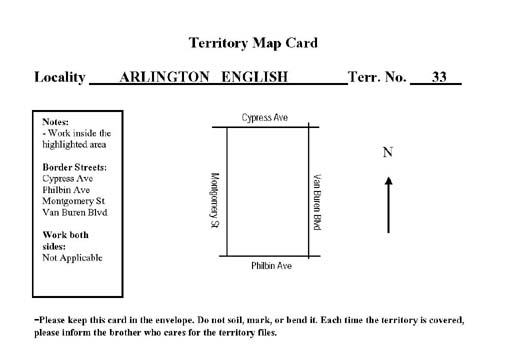 Territory Map Card
Locality ARLINGTON ENGLISH Terr. No. 33
Notes:
- Work inside the
highlighted area
Border Streets:
Cypress Ave
Philbin Ave
Montgomery St
Van Buren Blvd
Work both
sides:
Not Applicable
Cypress Ave
Montgomery St
Van Buren Blvd
Philbin Ave
N
-Please keep this card in the envelope. Do not soil, mark, or bend it. Each time the territory is covered,
please inform the brother who cares for the territory files.